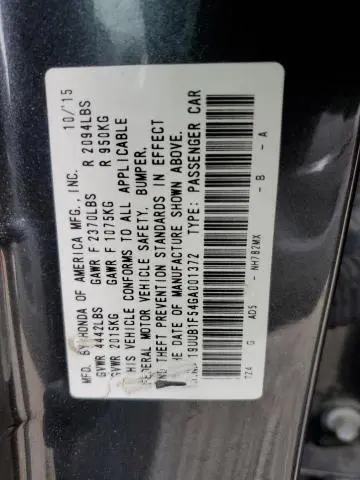 MFD. BY HONDA OF AMERICA MFG., INC. 10/15
GVWR 4442LBS GAWR F 2370LBS R 2094LBS
GVWR 2015KG GAWR F 1075KG R 950KG
THIS VEHICLE CONFORMS TO ALL APPLICABLE
FEDERAL MOTOR VEHICLE SAFETY, BUMPER,
AND THEFT PREVENTION STANDARDS IN EFFECT
ON THE DATE OF MANUFACTURE SHOWN ABOVE.
V.I.N.: 19UUB1F54GA001372 TYPE: PASSENGER CAR
TZ4 G AD5 - NH782MX - B - A